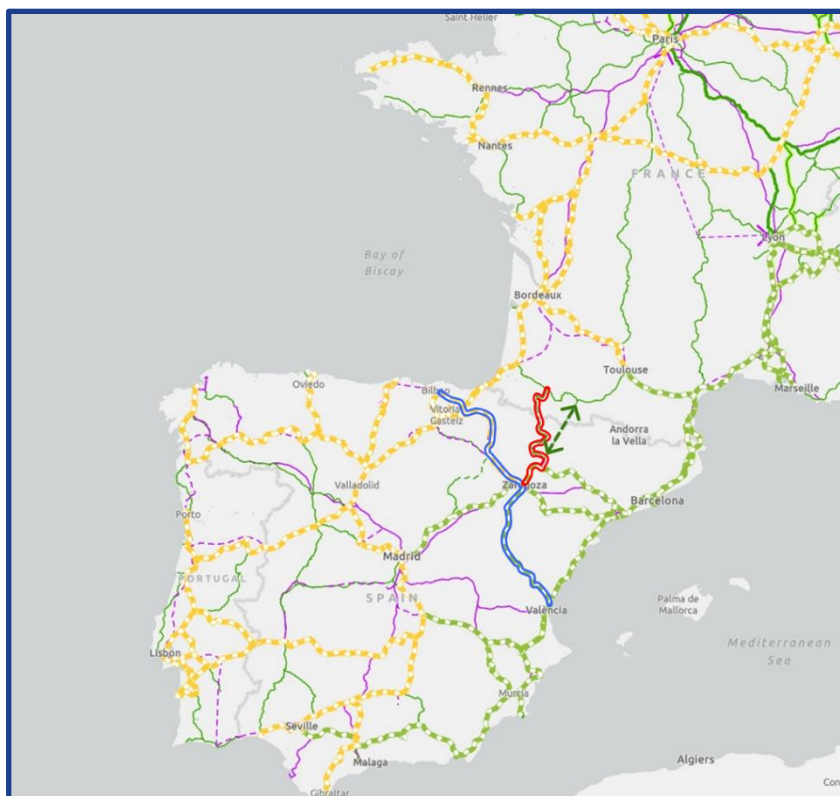 Saint Helier
Paris
Rennes
Nantes
FRANCE
Lyon
Bay of
Biscay
Bordeaux
Toulouse
Marseille
Oviedo
Bilbao
Vitoria
Gasteiz
Andorra
la Vella
Valladolid
Zaragoza
Barcelona
Porto
Madrid
PORTUGAL
SPAIN
Palma de
Mallorca
València
Mediterranean
Sea
Lisbon
Murcia
Seville
Malaga
Algiers
Gibraltar
Con